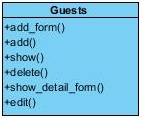 Guests
+add_form()
+add()
+show()
+delete()
+show_detail_form()
+edit()